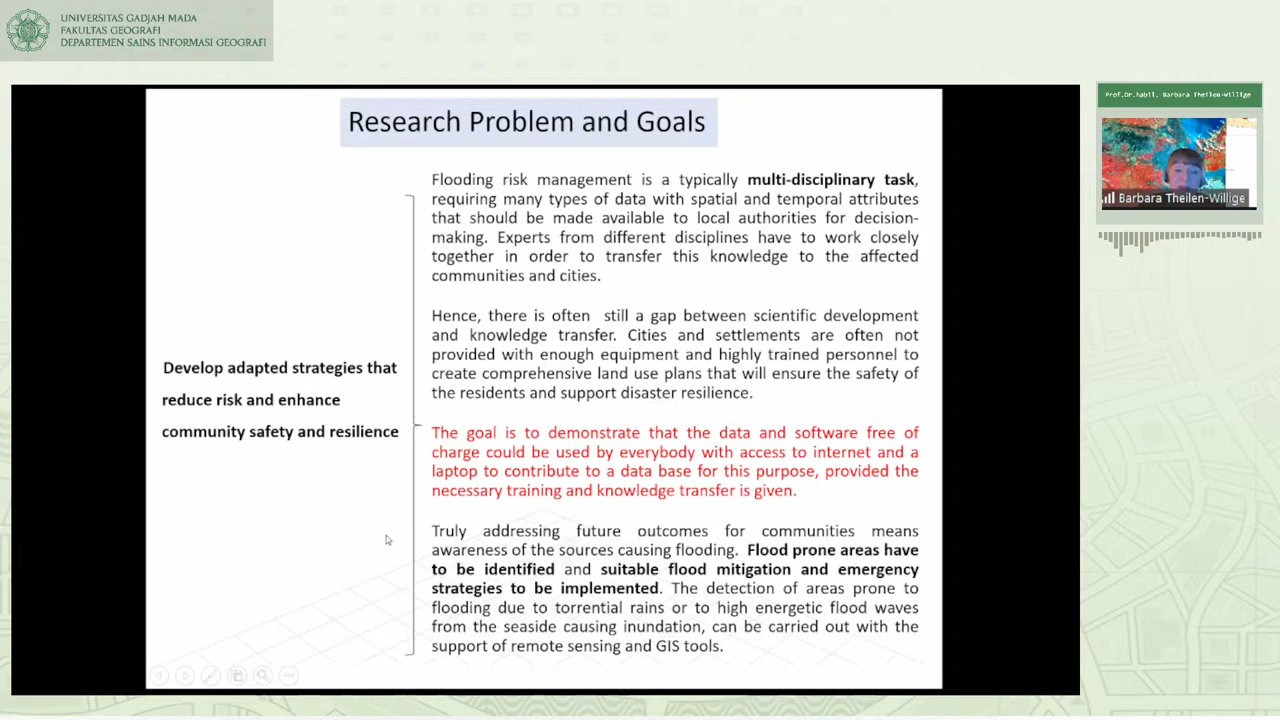 UNIVERSITAS GADJAH MADA
FAKULTAS GEOGRAFI
DEPARTEMEN SAINS INFORMASI GEOGRAFI
Research Problem and Goals
Prof.Dr.habil. Barbara Theilen-Willige
Barbara Theilen-Willige
Develop adapted strategies that
reduce risk and enhance
community safety and resilience
Flooding risk management is a typically multi-disciplinary task,
requiring many types of data with spatial and temporal attributes
that should be made available to local authorities for decision-
making. Experts from different disciplines have to work closely
together in order to transfer this knowledge to the affected
communities and cities.
Hence, there is often still a gap between scientific development
and knowledge transfer. Cities and settlements are often not
provided with enough equipment and highly trained personnel to
create comprehensive land use plans that will ensure the safety of
the residents and support disaster resilience.
The goal is to demonstrate that the data and software free of
charge could be used by everybody with access to internet and a
laptop to contribute to a data base for this purpose, provided the
necessary training and knowledge transfer is given.
Truly addressing future outcomes for communities means
awareness of the sources causing flooding. Flood prone areas have
to be identified and suitable flood mitigation and emergency
strategies to be implemented. The detection of areas prone to
flooding due to torrential rains or to high energetic flood waves
from the seaside causing inundation, can be carried out with the
support of remote sensing and GIS tools.